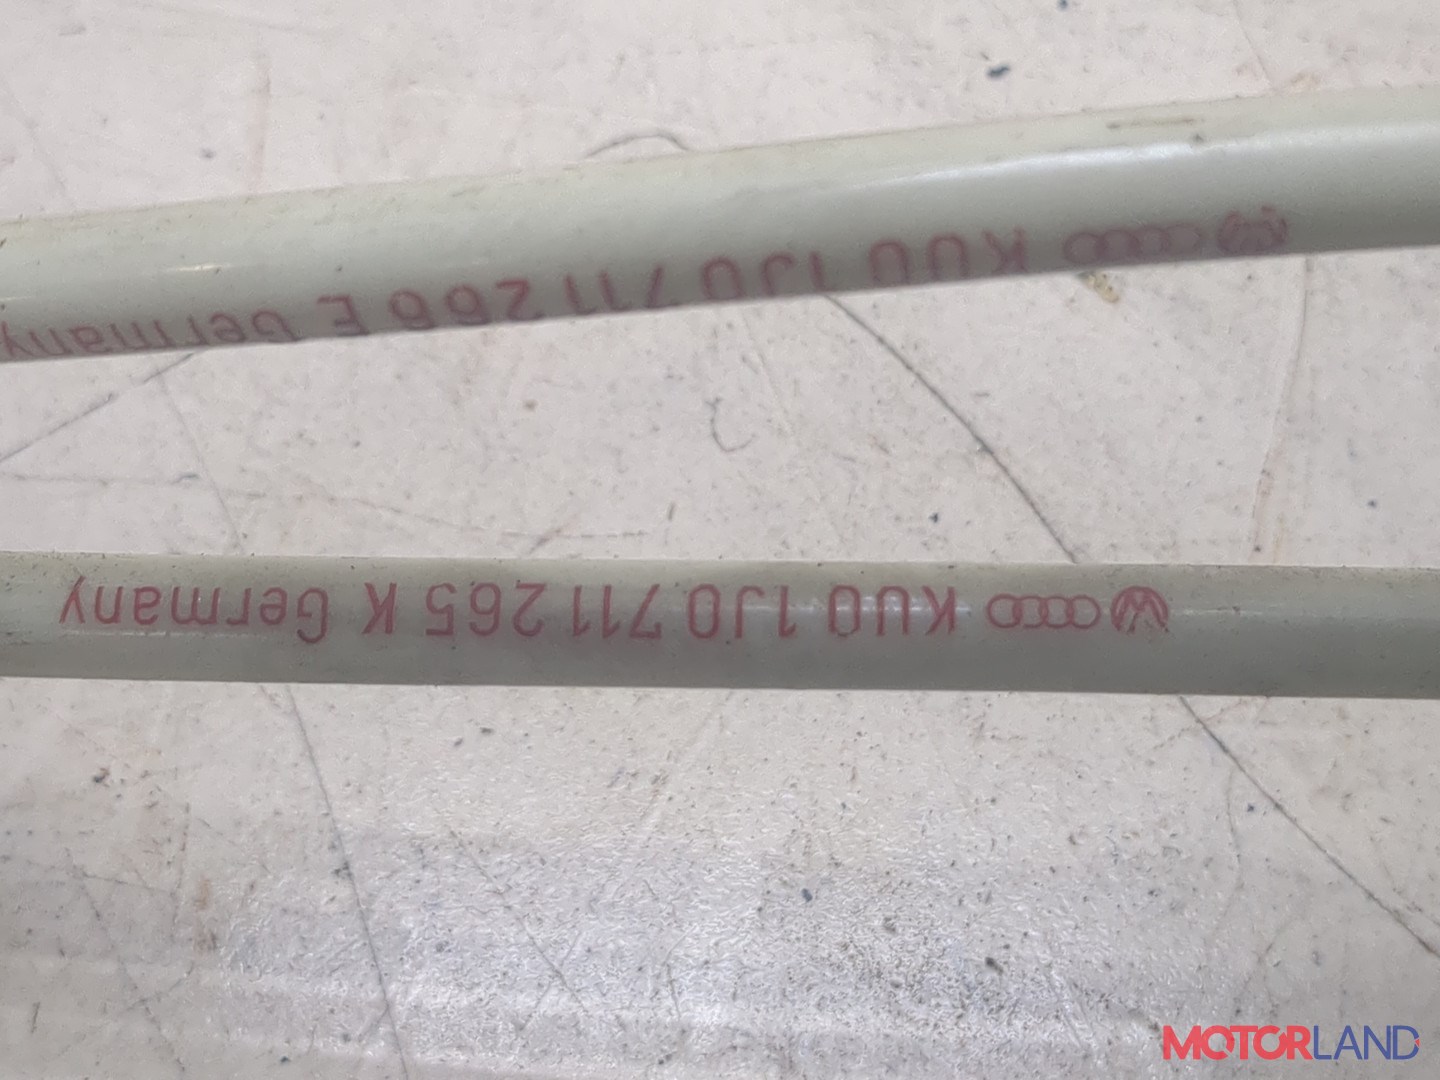 KU0 1J0 711 266 E Germany
KU0 1J0 711 265 K Germany
MOTORLAND